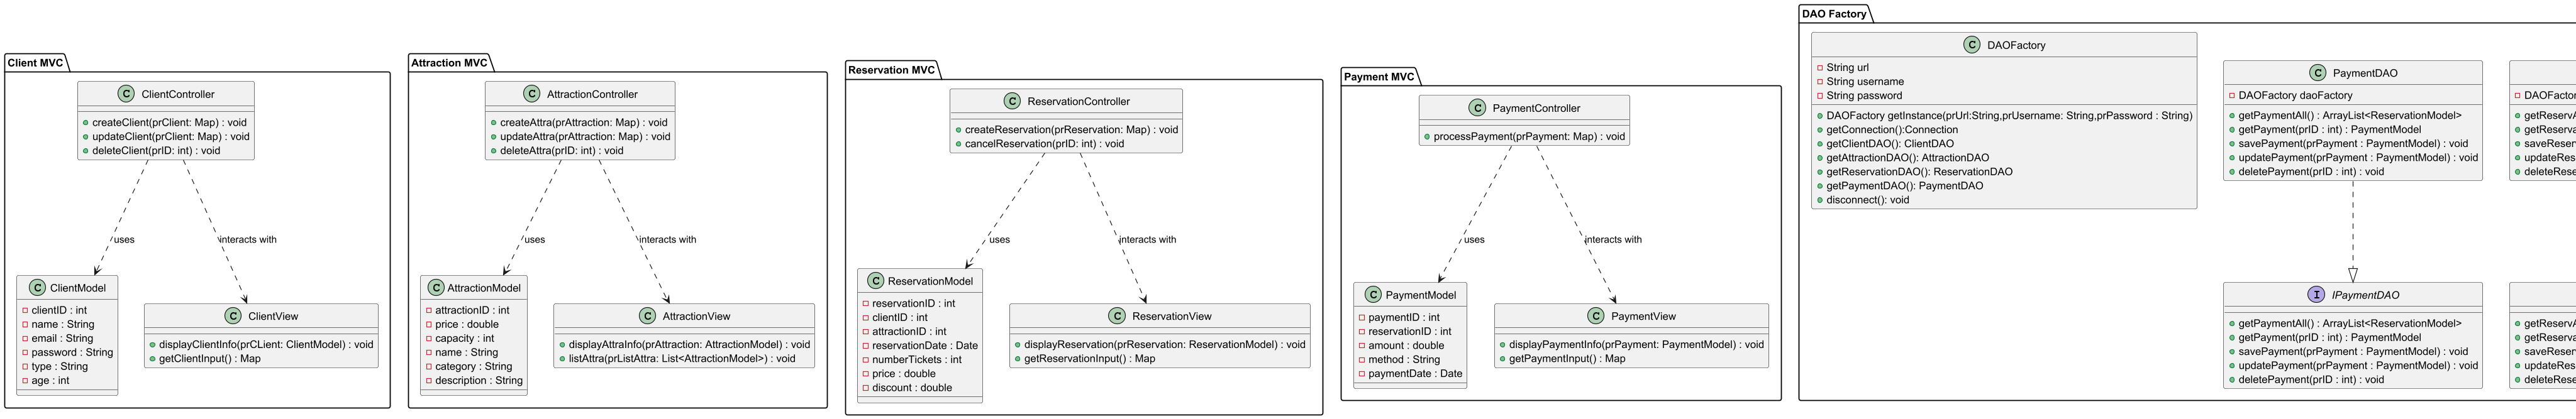 Client MVC
ClientController
createClient(prClient: Map) : void
updateClient(prClient: Map) : void
deleteClient(prID: int) : void
uses
interacts with
ClientModel
clientID : int
name : String
email : String
password : String
type : String
age : int
ClientView
displayClientInfo(prCLient: ClientModel) : void
getClientInput() : Map
Attraction MVC
AttractionController
createAttra(prAttraction: Map) : void
updateAttra(prAttraction: Map) : void
deleteAttra(prID: int) : void
uses
interacts with
AttractionModel
attractionID : int
price : double
capacity : int
name : String
category : String
description : String
AttractionView
displayAttraInfo(prAttraction: AttractionModel) : void
listAttra(prListAttra: List<AttractionModel>) : void
Reservation MVC
ReservationController
createReservation(prReservation: Map) : void
cancelReservation(prID: int) : void
uses
interacts with
ReservationModel
reservationID : int
clientID : int
attractionID : int
reservationDate : Date
numberTickets : int
price : double
discount : double
ReservationView
displayReservation(prReservation: ReservationModel) : void
getReservationInput() : Map
Payment MVC
PaymentController
processPayment(prPayment: Map) : void
uses
interacts with
PaymentModel
paymentID : int
reservationID : int
amount : double
method : String
paymentDate : Date
PaymentView
displayPaymentInfo(prPayment: PaymentModel) : void
getPaymentInput() : Map
DAO Factory
DAOFactory
String url
String username
String password
DAOFactory getInstance(prUrl:String,prUsername: String,prPassword : String)
getConnection():Connection
getClientDAO(): ClientDAO
getAttractionDAO(): AttractionDAO
getReservationDAO(): ReservationDAO
getPaymentDAO(): PaymentDAO
disconnect(): void
PaymentDAO
DAOFactory daoFactory
getPaymentAll() : ArrayList<ReservationModel>
getPayment(prID : int) : PaymentModel
savePayment(prPayment : PaymentModel) : void
updatePayment(prPayment : PaymentModel) : void
deletePayment(prID : int) : void
IPaymentDAO
getPaymentAll() : ArrayList<ReservationModel>
getPayment(prID : int) : PaymentModel
savePayment(prPayment : PaymentModel) : void
updatePayment(prPayment : PaymentModel) : void
deletePayment(prID : int) : void